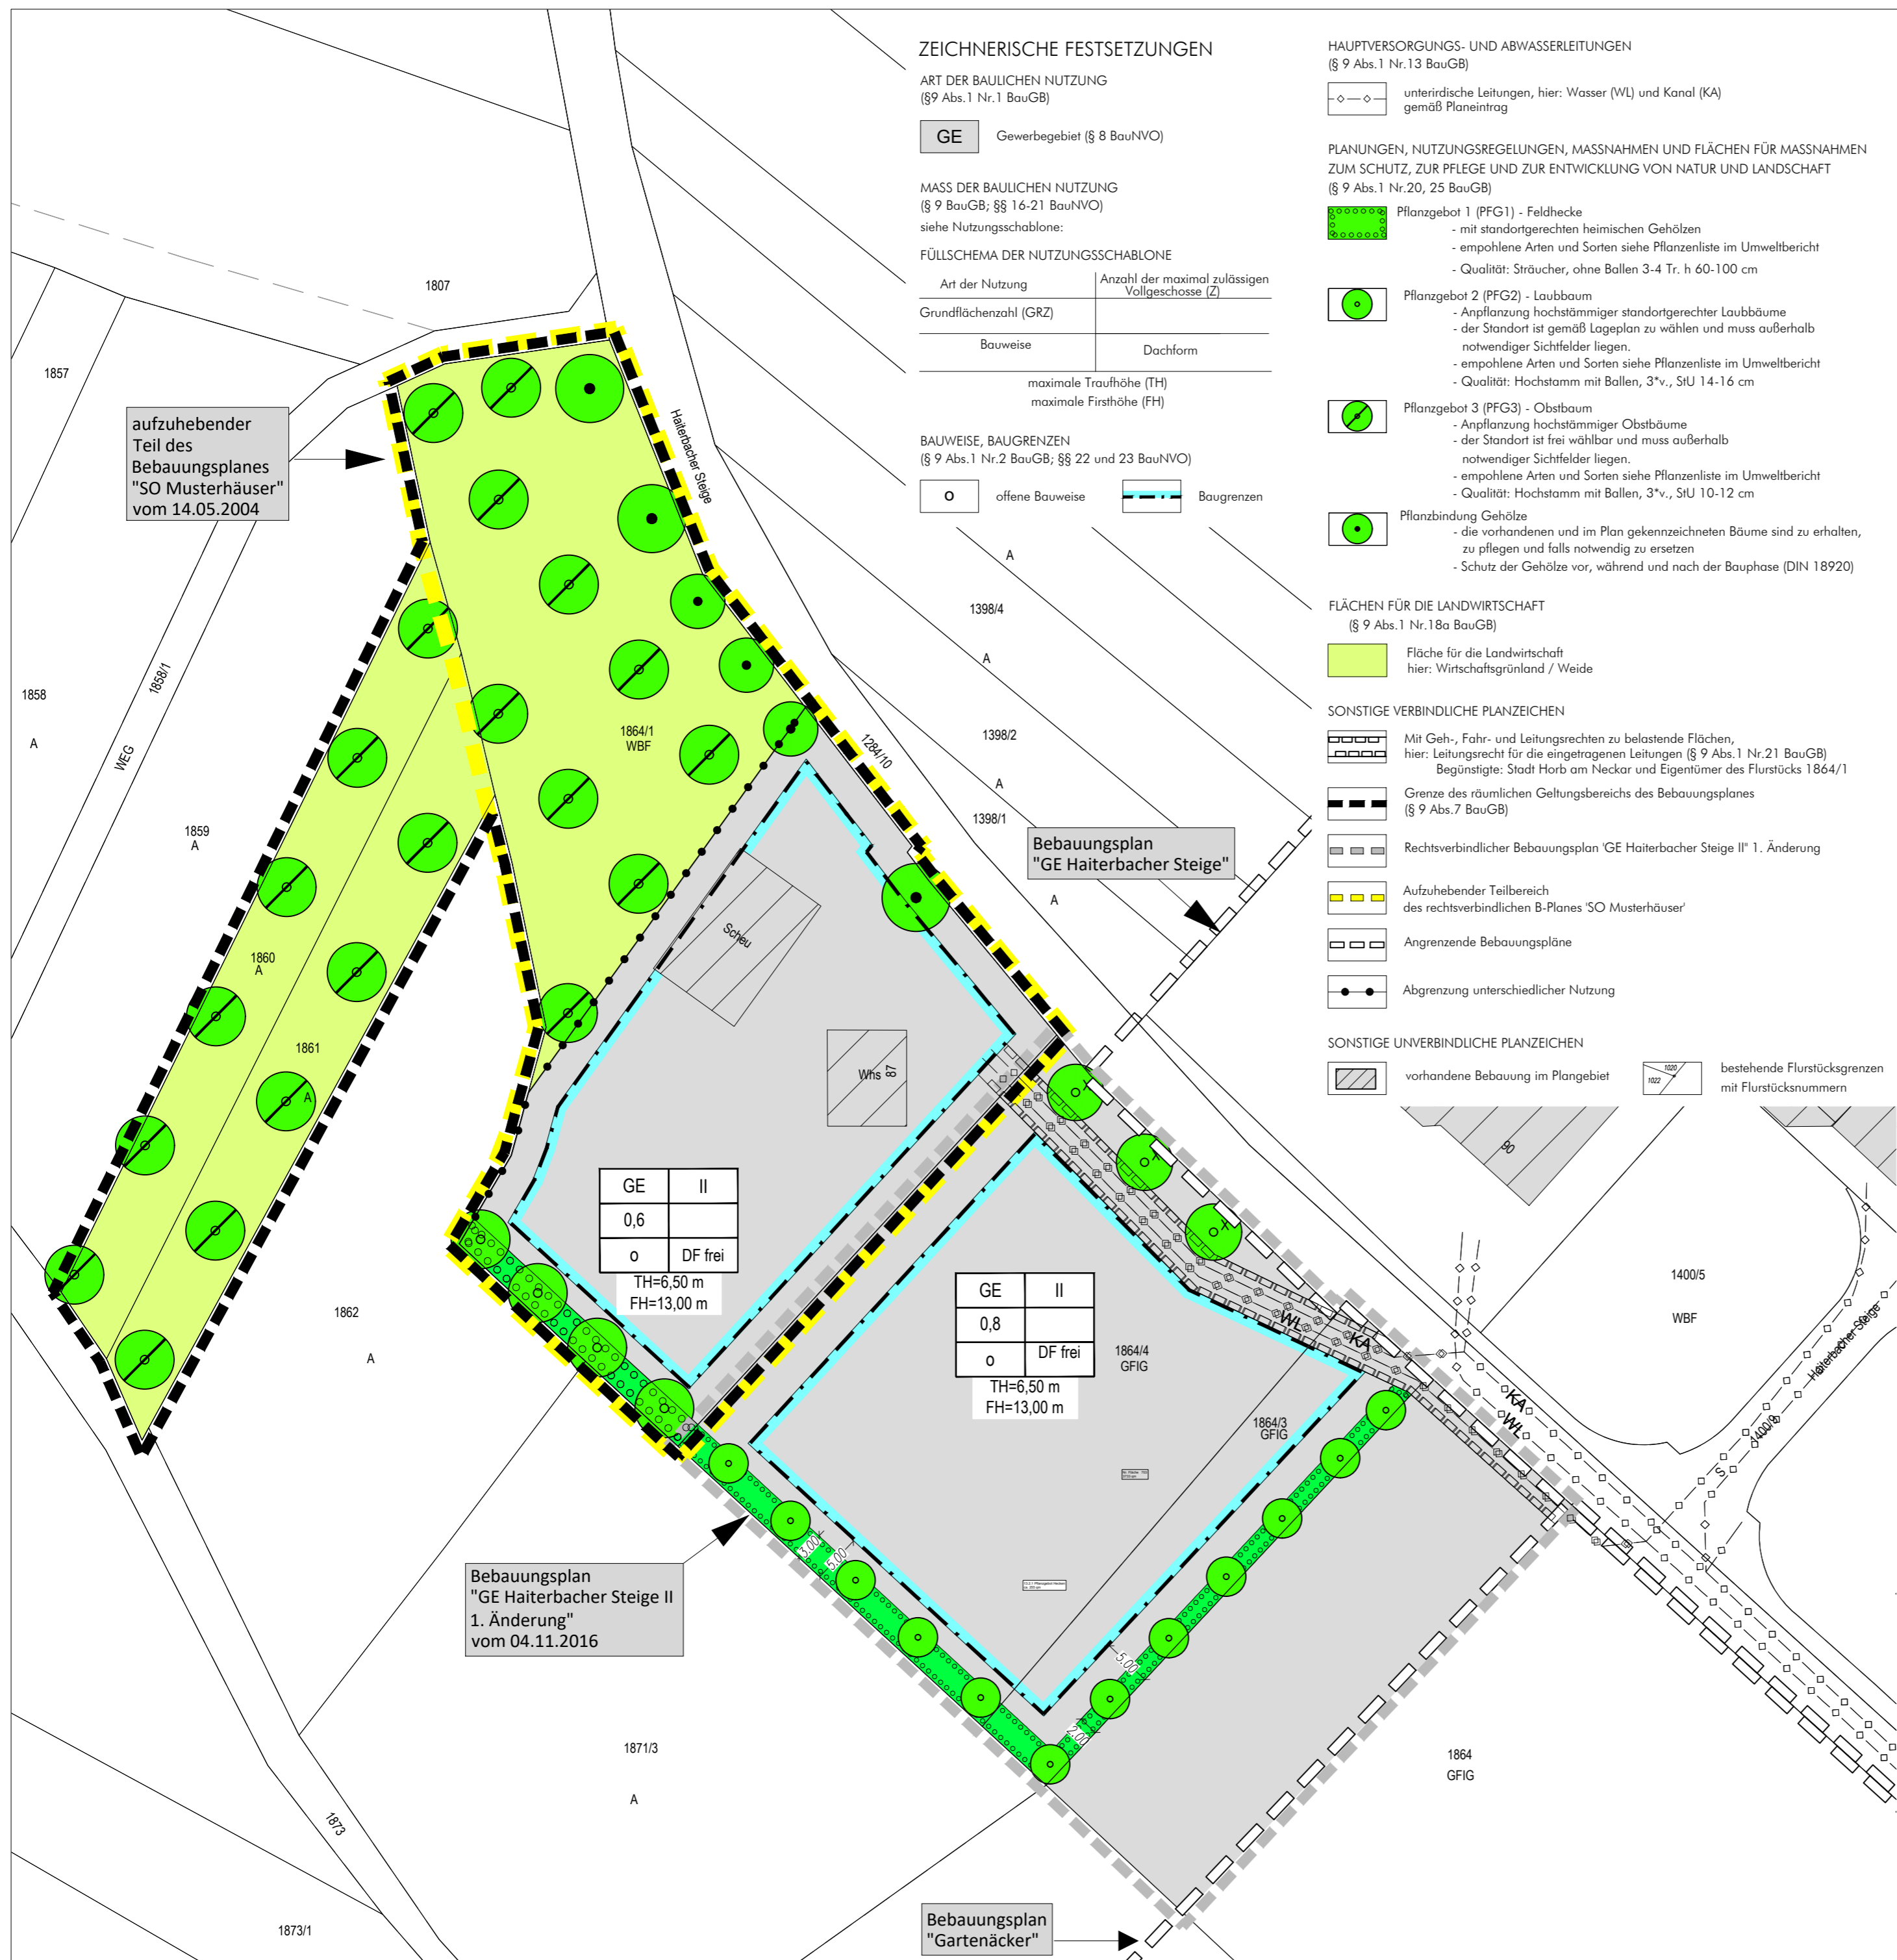 ZEICHNERISCHE FESTSETZUNGEN
ART DER BAULICHEN NUTZUNG
(§9 Abs.1 Nr.1 BauGB)
GE
Gewerbegebiet (§ 8 BauNVO)
MASS DER BAULICHEN NUTZUNG
(§ 9 BauGB; §§ 16-21 BauNVO)
siehe Nutzungsschablone:
FÜLLSCHEMA DER NUTZUNGSSCHABLONE
Art der Nutzung
Anzahl der maximal zulässigen
Vollgeschosse (Z)
Grundflächenzahl (GRZ)
Bauweise
Dachform
maximale Traufhöhe (TH)
maximale Firsthöhe (FH)
BAUWEISE, BAUGRENZEN
(§ 9 Abs.1 Nr.2 BauGB; §§ 22 und 23 BauNVO)
o
offene Bauweise
Baugrenzen
HAUPTVERSORGUNGS- UND ABWASSERLEITUNGEN
(§ 9 Abs.1 Nr.13 BauGB)
unterirdische Leitungen, hier: Wasser (WL) und Kanal (KA)
gemäß Planeintrag
PLANUNGEN, NUTZUNGSREGELUNGEN, MASSNAHMEN UND FLÄCHEN FÜR MASSNAHMEN
ZUM SCHUTZ, ZUR PFLEGE UND ZUR ENTWICKLUNG VON NATUR UND LANDSCHAFT
(§ 9 Abs.1 Nr.20, 25 BauGB)
Pflanzgebot 1 (PFG1) - Feldhecke
- mit standortgerechten heimischen Gehölzen
- empohlene Arten und Sorten siehe Pflanzenliste im Umweltbericht
- Qualität: Sträucher, ohne Ballen 3-4 Tr. h 60-100 cm
Pflanzgebot 2 (PFG2) - Laubbaum
- Anpflanzung hochstämmiger standortgerechter Laubbäume
- der Standort ist gemäß Lageplan zu wählen und muss außerhalb
notwendiger Sichtfelder liegen.
- empohlene Arten und Sorten siehe Pflanzenliste im Umweltbericht
- Qualität: Hochstamm mit Ballen, 3*v., StU 14-16 cm
Pflanzgebot 3 (PFG3) - Obstbaum
- Anpflanzung hochstämmiger Obstbäume
- der Standort ist frei wählbar und muss außerhalb
notwendiger Sichtfelder liegen.
- empohlene Arten und Sorten siehe Pflanzenliste im Umweltbericht
- Qualität: Hochstamm mit Ballen, 3*v., StU 10-12 cm
Pflanzbindung Gehölze
- die vorhandenen und im Plan gekennzeichneten Bäume sind zu erhalten,
zu pflegen und falls notwendig zu ersetzen
- Schutz der Gehölze vor, während und nach der Bauphase (DIN 18920)
FLÄCHEN FÜR DIE LANDWIRTSCHAFT
(§ 9 Abs.1 Nr.18a BauGB)
Fläche für die Landwirtschaft
hier: Wirtschaftsgrünland / Weide
SONSTIGE VERBINDLICHE PLANZEICHEN
Mit Geh-, Fahr- und Leitungsrechten zu belastende Flächen,
hier: Leitungsrecht für die eingetragenen Leitungen (§ 9 Abs.1 Nr.21 BauGB)
Begünstigte: Stadt Horb am Neckar und Eigentümer des Flurstücks 1864/1
Grenze des räumlichen Geltungsbereichs des Bebauungsplanes
(§ 9 Abs.7 BauGB)
Rechtsverbindlicher Bebauungsplan 'GE Haiterbacher Steige II" 1. Änderung
Aufzuhebender Teilbereich
des rechtsverbindlichen B-Planes 'SO Musterhäuser'
Angrenzende Bebauungspläne
Abgrenzung unterschiedlicher Nutzung
SONSTIGE UNVERBINDLICHE PLANZEICHEN
vorhandene Bebauung im Plangebiet
1020
1022
bestehende Flurstücksgrenzen
mit Flurstücksnummern
1807
1857
aufzuhebender
Teil des
Bebauungsplanes
"SO Musterhäuser"
vom 14.05.2004
Haiterbacher Steige
1858
A
1858/1
WEG
1859
A
1864/1
WBF
1284/10
A
1398/4
A
1398/2
A
1398/1
A
Bebauungsplan
"GE Haiterbacher Steige"
1860
A
1861
A
Scheu
Whs
87
GE
II
0,6
o
DF frei
TH=6,50 m
FH=13,00 m
GE
II
0,8
o
DF frei
TH=6,50 m
FH=13,00 m
1862
A
1864/4
GFIG
1864/3
GFIG
X
X
X
WL
KA
KA
WL
90
1400/5
WBF
Haiterbacher Steige
1400/9
S
3.00
5.00
5.00
2.00
Bebauungsplan
"GE Haiterbacher Steige II
1. Änderung"
vom 04.11.2016
1871/3
A
1864
GFIG
1873
1873/1
Bebauungsplan
"Gartenäcker"